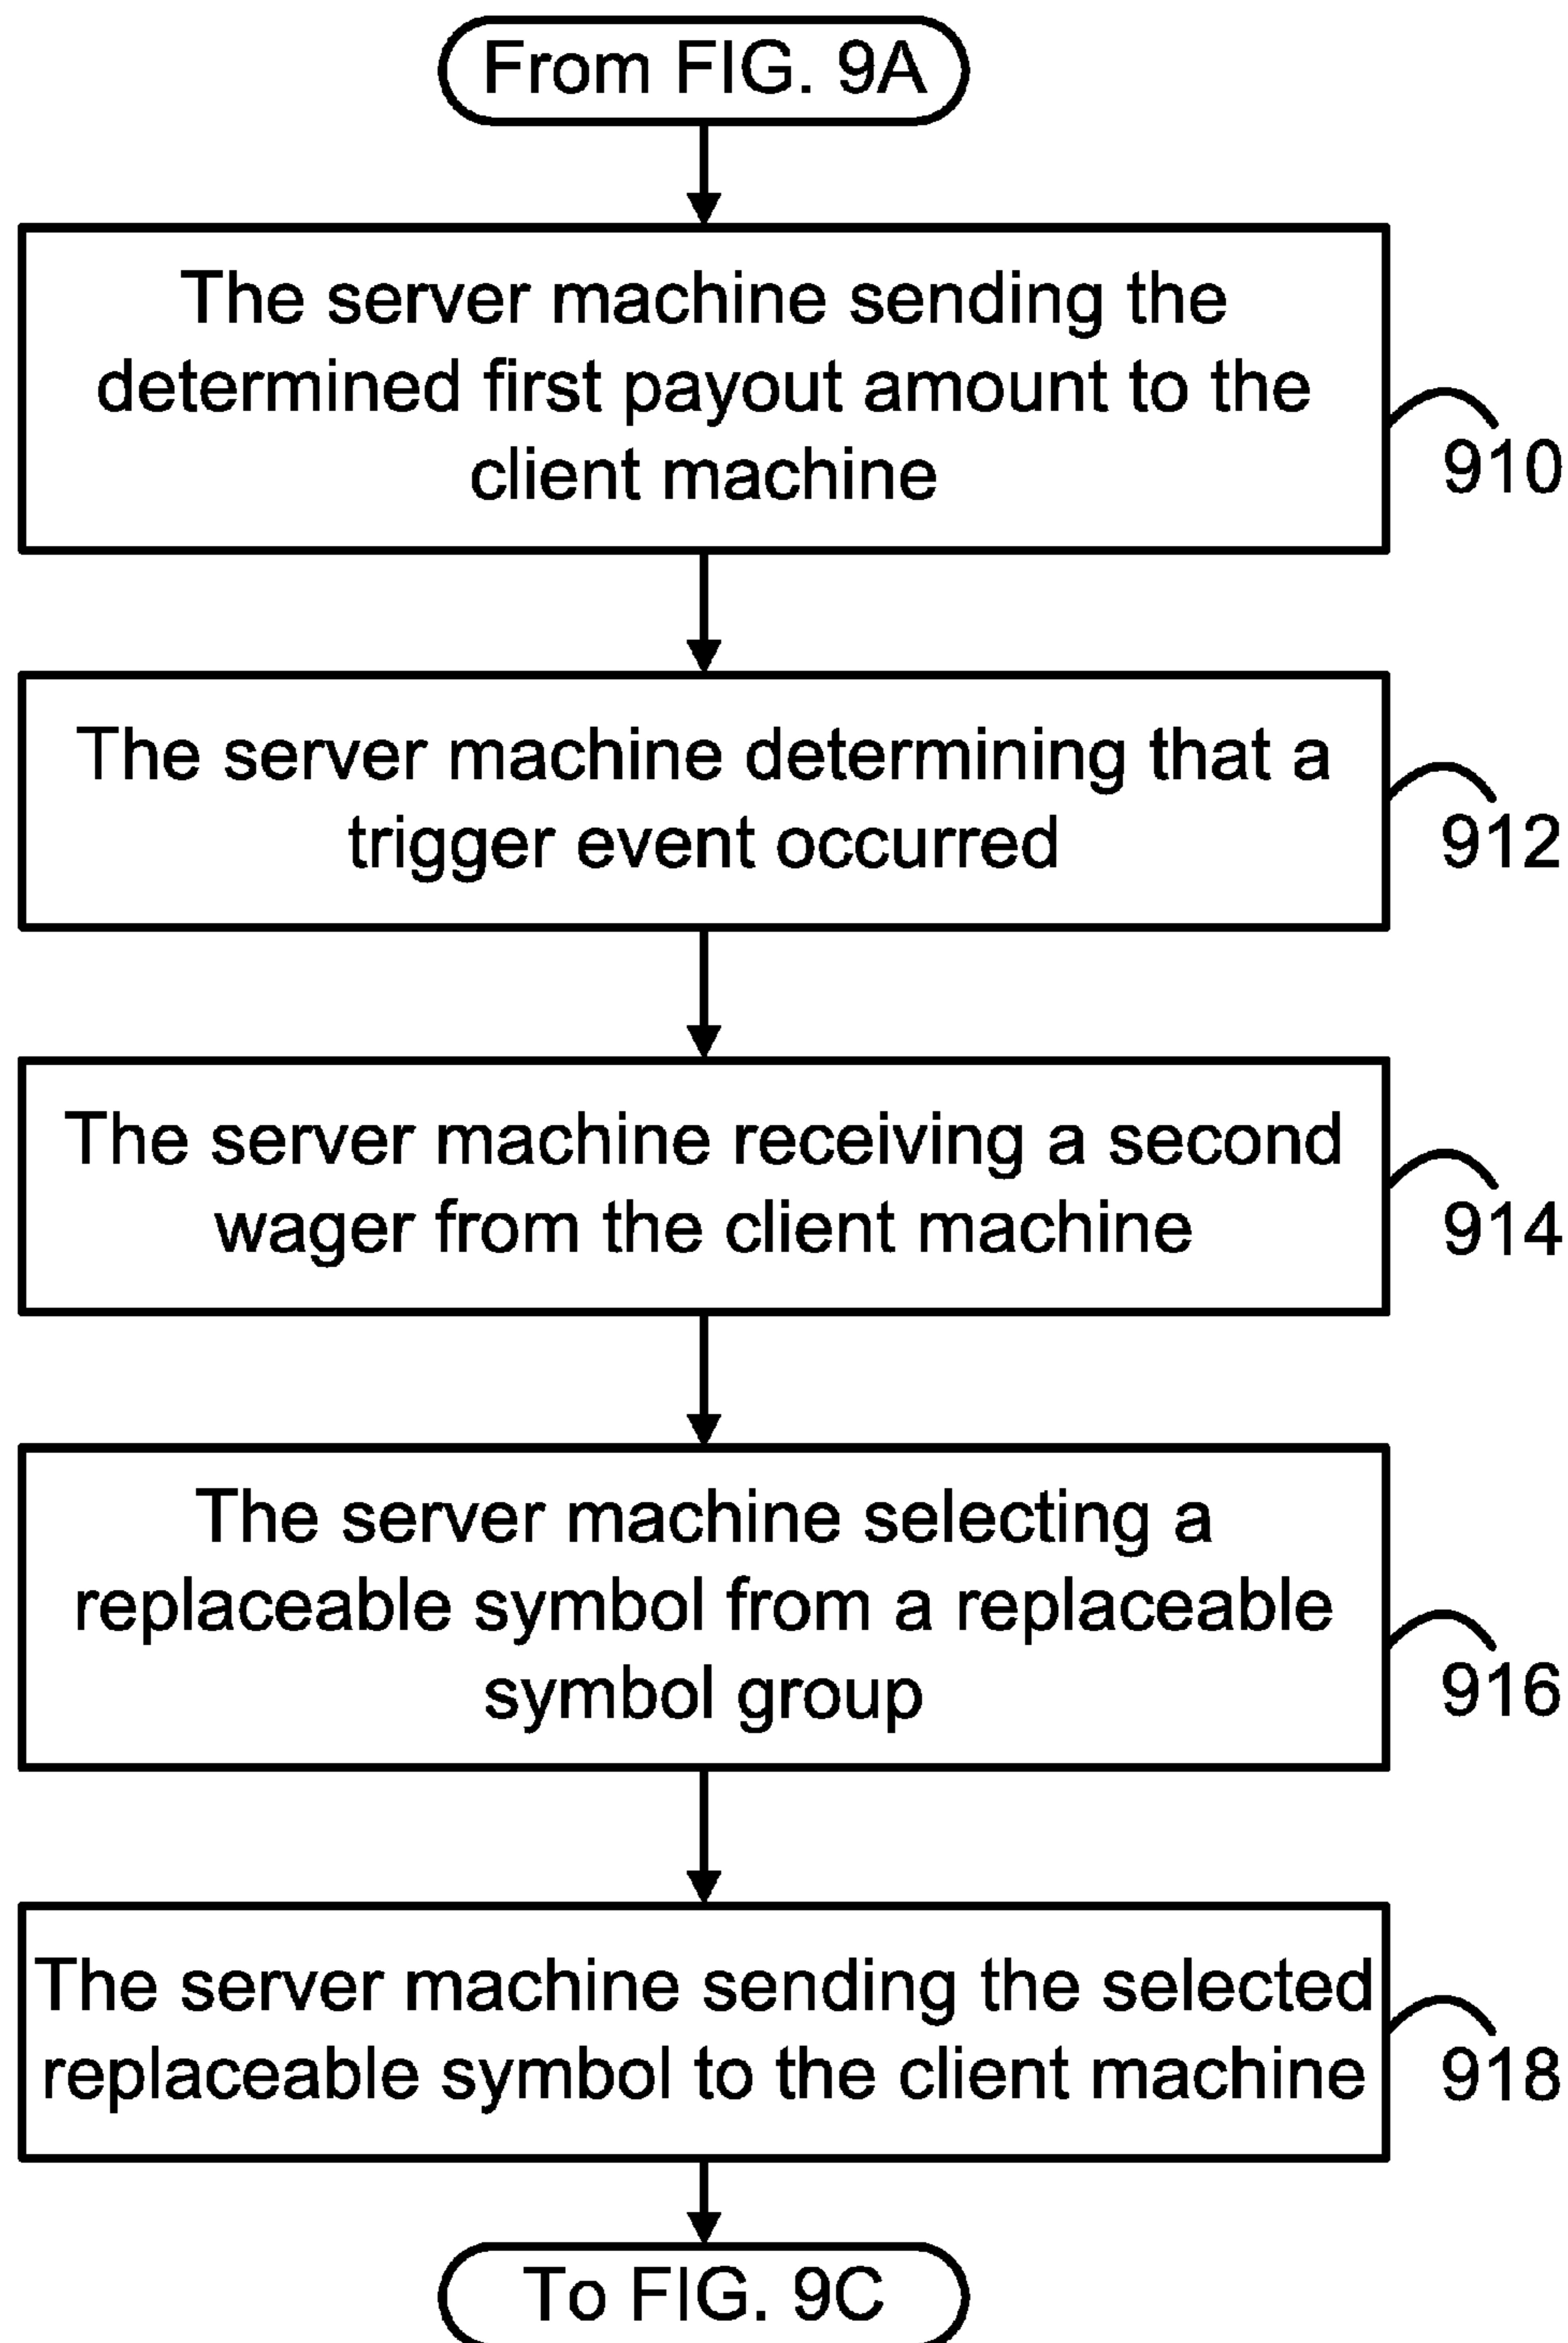 From FIG. 9A
The server machine sending the
determined first payout amount to the
client machine
910
The server machine determining that a
trigger event occurred
912
The server machine receiving a second
wager from the client machine
914
The server machine selecting a
replaceable symbol from a replaceable
symbol group
916
The server machine sending the selected
replaceable symbol to the client machine
918
To FIG. 9C